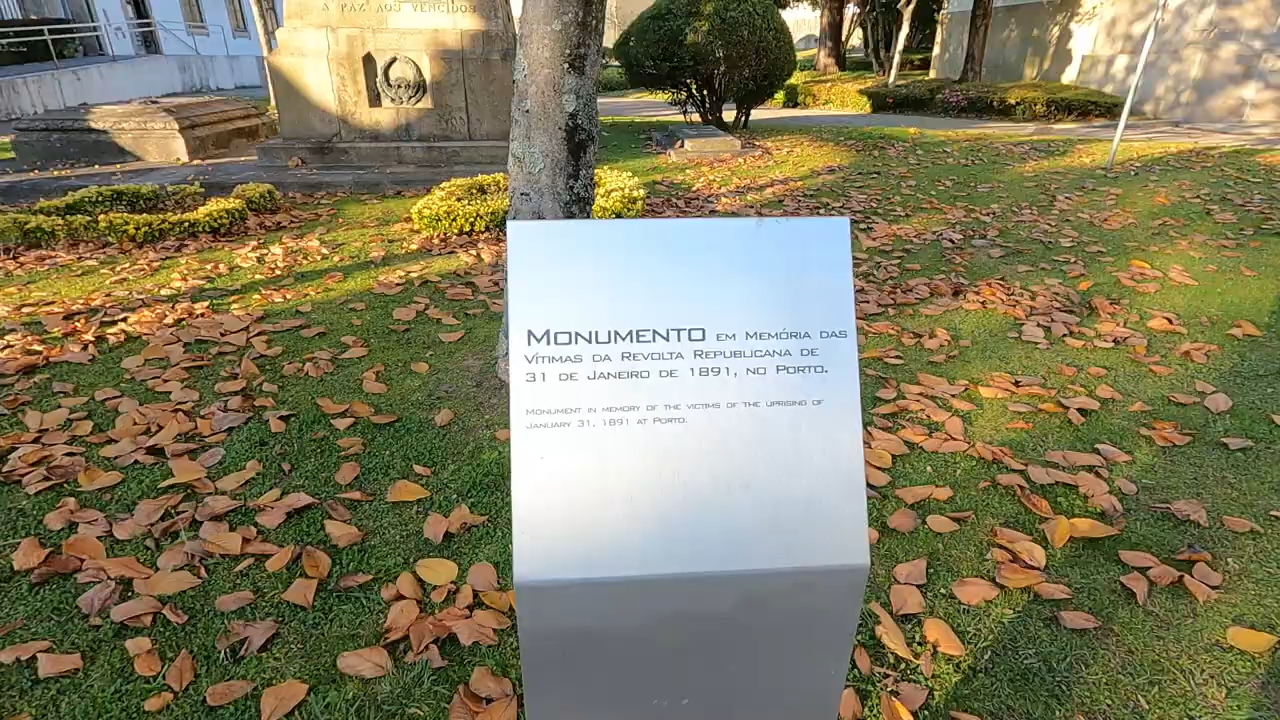 A PAZ AOS VENCIDOS
MONUMENTO EM MEMÓRIA DAS
VÍTIMAS DA REVOLTA REPUBLICANA DE
31 DE JANEIRO DE 1891, NO PORTO.
MONUMENT IN MEMORY OF THE VICTIMS OF THE UPRISING OF
JANUARY 31, 1891 AT PORTO.